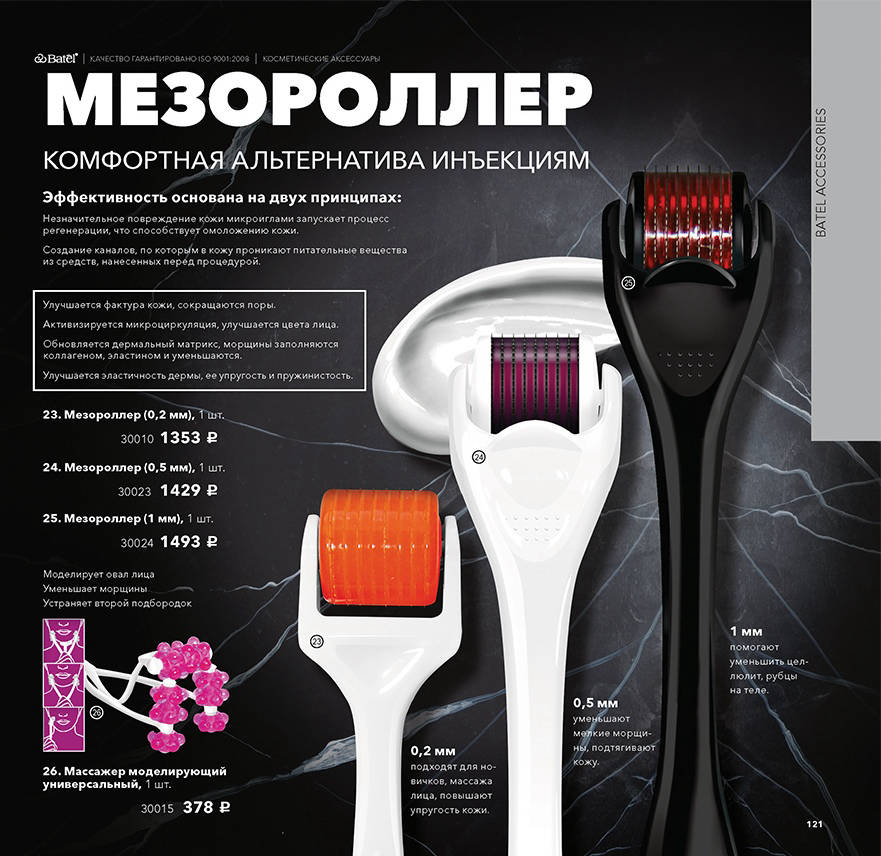 Batel® | КАЧЕСТВО ГАРАНТИРОВАНО ISO 9001:2008 | КОСМЕТИЧЕСКИЕ АКСЕССУАРЫ
МЕЗОРОЛЛЕР
КОМФОРТНАЯ АЛЬТЕРНАТИВА ИНЪЕКЦИЯМ
Эффективность основана на двух принципах:
Незначительное повреждение кожи микроиглами запускает процесс
регенерации, что способствует омоложению кожи.
Создание каналов, по которым в кожу проникают питательные вещества
из средств, нанесенных перед процедурой.
Улучшается фактура кожи, сокращаются поры.
Активизируется микроциркуляция, улучшается цвета лица.
Обновляется дермальный матрикс, морщины заполняются
коллагеном, эластином и уменьшаются.
Улучшается эластичность дермы, ее упругость и пружинистость.
23. Мезороллер (0,2 мм), 1 шт.
30010 1353 ₽
24. Мезороллер (0,5 мм), 1 шт.
30023 1429 ₽
25. Мезороллер (1 мм), 1 шт.
30024 1493 ₽
Моделирует овал лица
Уменьшает морщины
Устраняет второй подбородок
26
26. Массажер моделирующий
универсальный, 1 шт.
30015 378 ₽
23
0,2 мм
подходят для но-
вичков, массажа
лица, повышают
упругость кожи.
24
0,5 мм
уменьшают
мелкие морщи-
ны, подтягивают
кожу.
25
1 мм
помогают
уменьшить цел-
люлит, рубцы
на теле.
BATEL ACCESSORIES
121